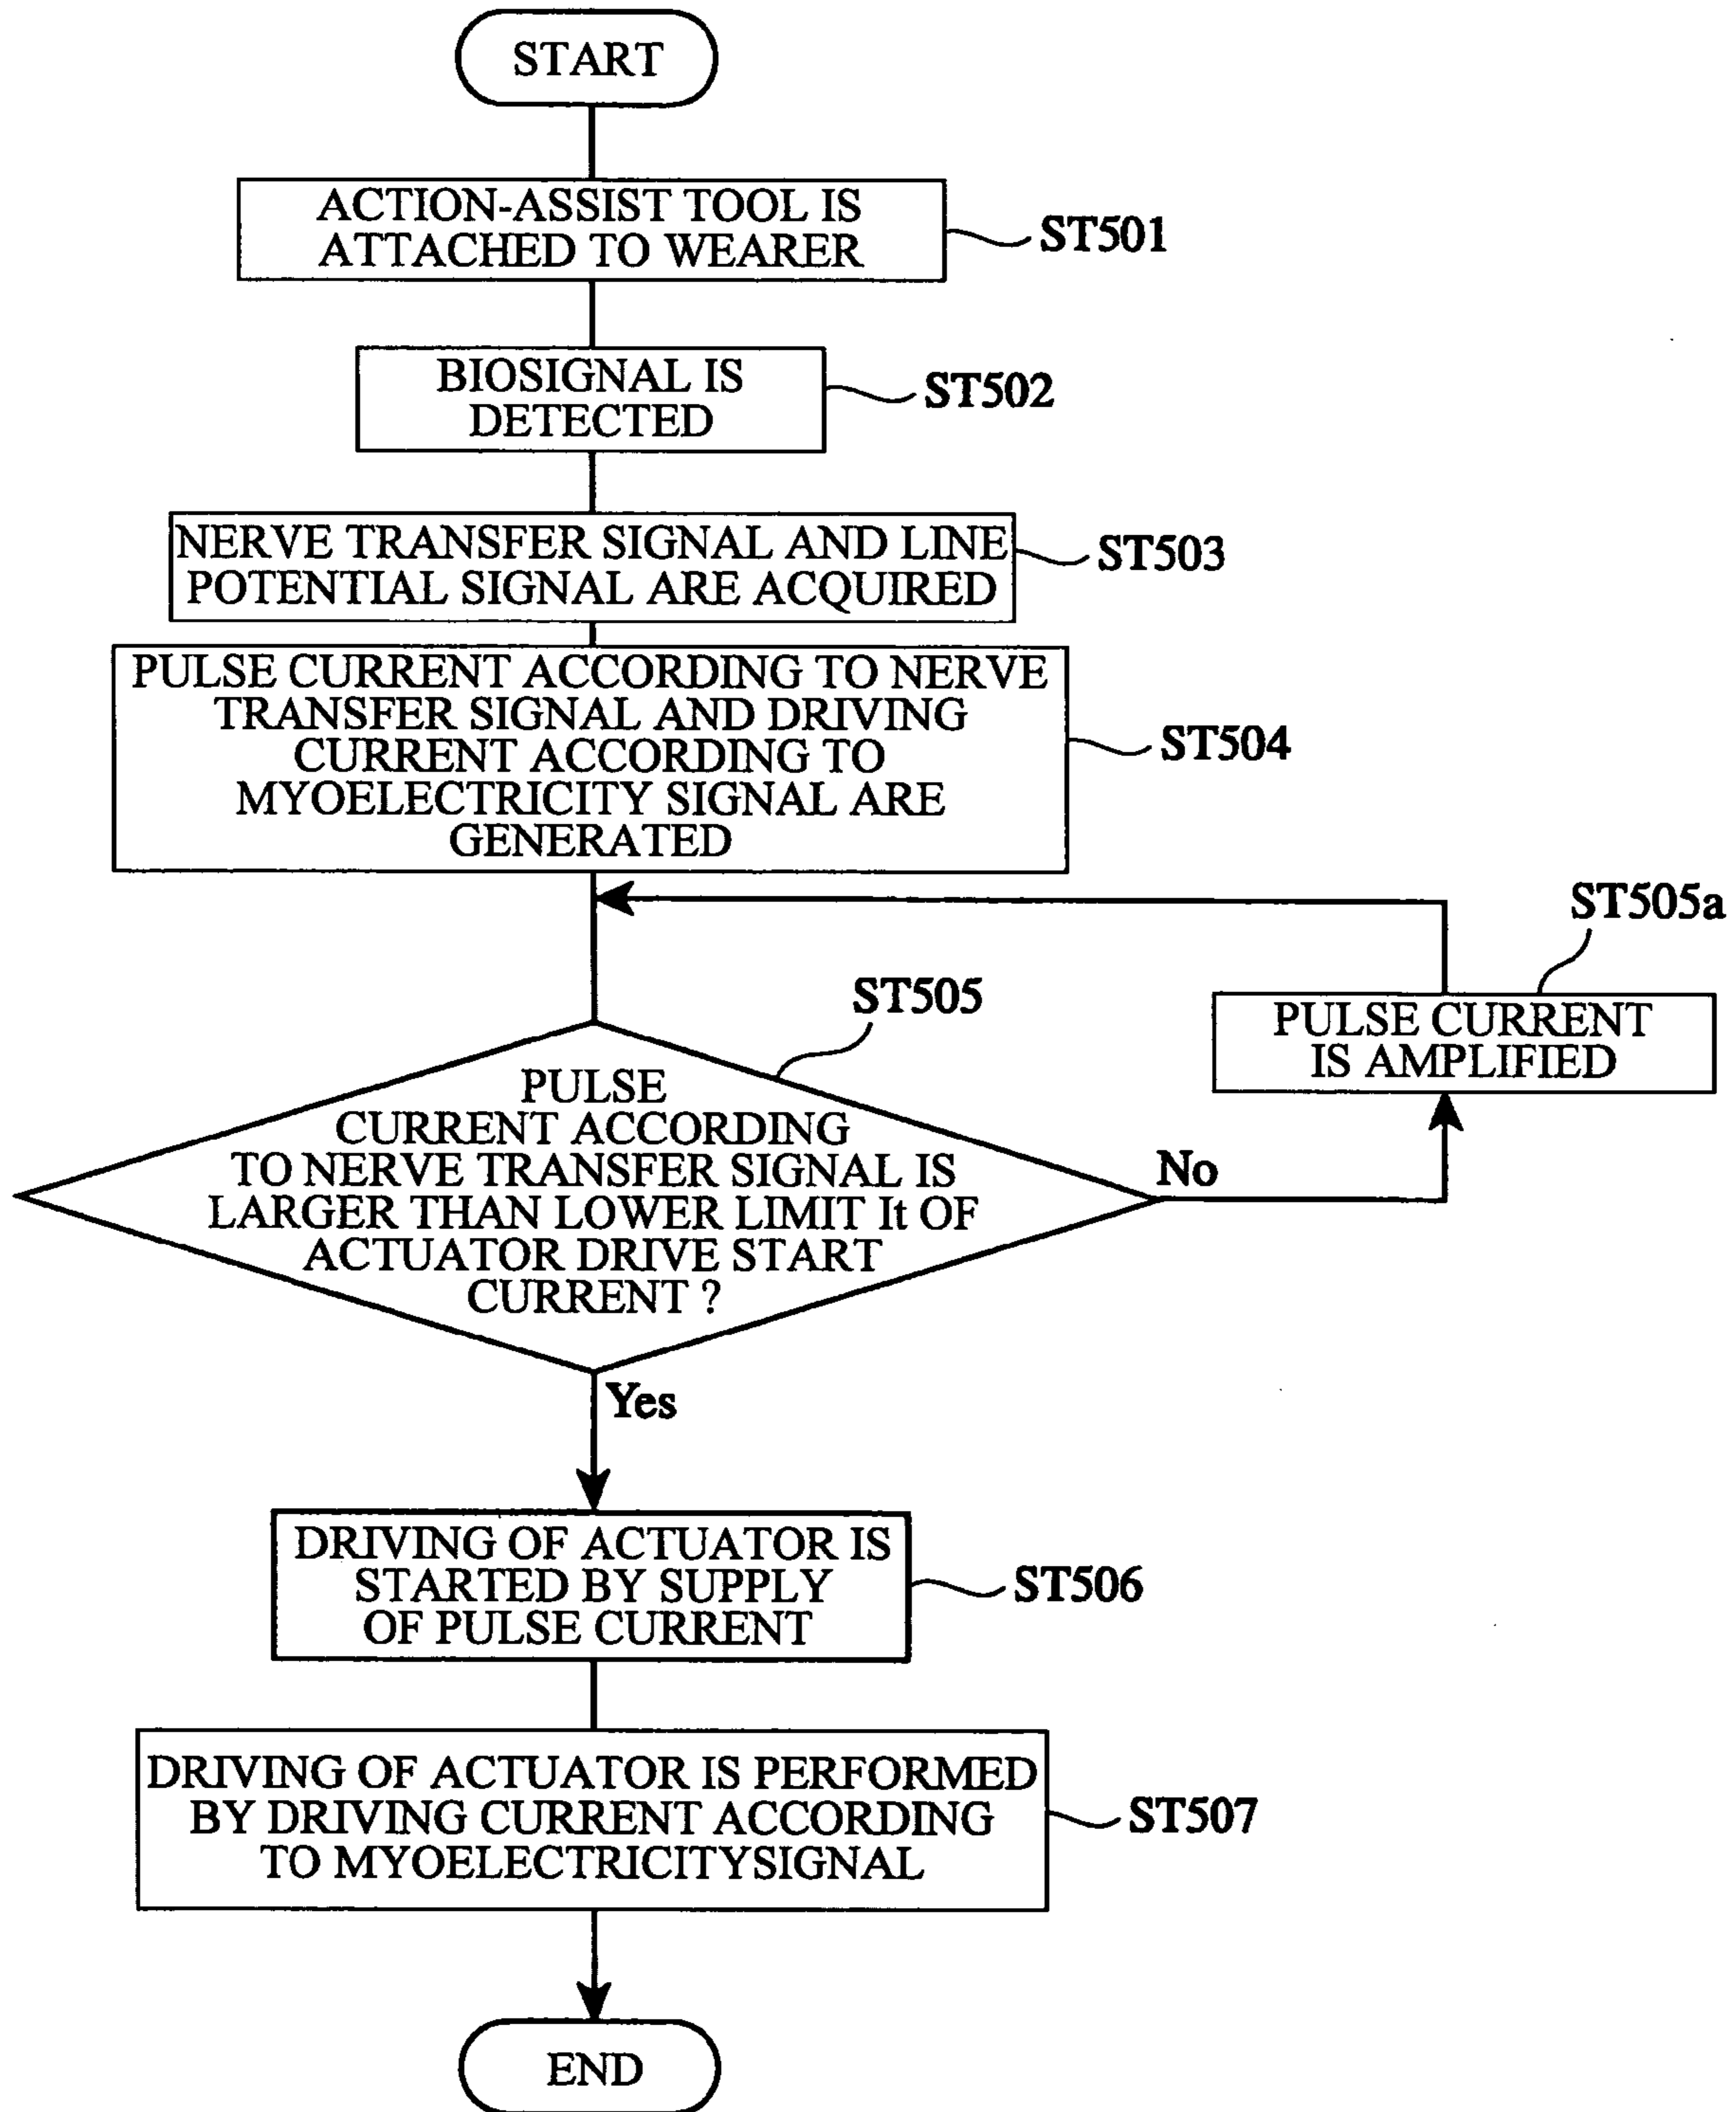 START
ACTION-ASSIST TOOL IS
ATTACHED TO WEARER
ST501
BIOSIGNAL IS
DETECTED
ST502
NERVE TRANSFER SIGNAL AND LINE
POTENTIAL SIGNAL ARE ACQUIRED
ST503
PULSE CURRENT ACCORDING TO NERVE
TRANSFER SIGNAL AND DRIVING
CURRENT ACCORDING TO
MYOELECTRICITY SIGNAL ARE
GENERATED
ST504
ST505a
PULSE CURRENT
IS AMPLIFIED
ST505
PULSE
CURRENT ACCORDING
TO NERVE TRANSFER SIGNAL IS
LARGER THAN LOWER LIMIT It OF
ACTUATOR DRIVE START
CURRENT ?
No
Yes
DRIVING OF ACTUATOR IS
STARTED BY SUPPLY
OF PULSE CURRENT
ST506
DRIVING OF ACTUATOR IS PERFORMED
BY DRIVING CURRENT ACCORDING
TO MYOELECTRICITYSIGNAL
ST507
END